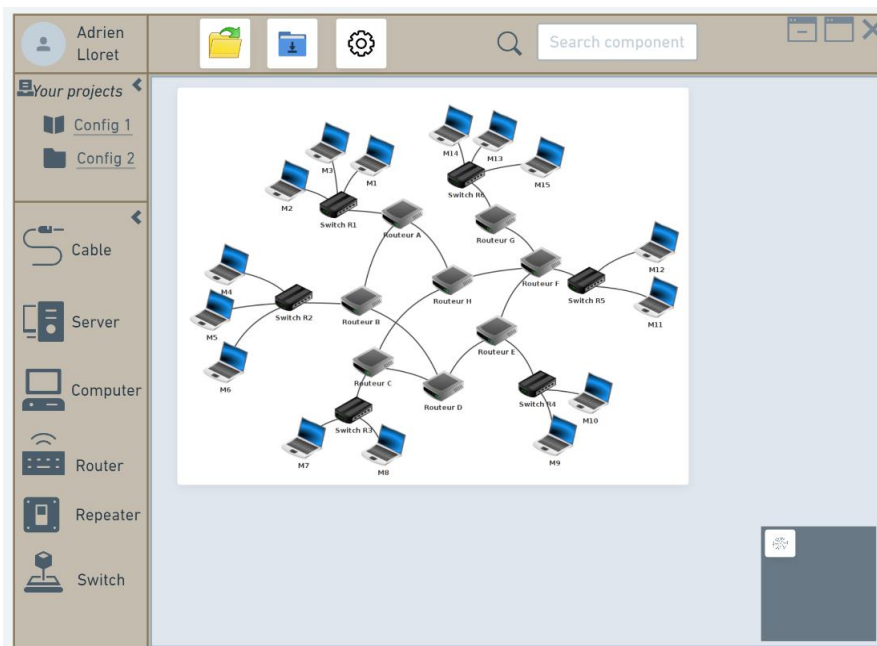 Adrien
Lloret
Search component
Your projects
Config 1
Config 2
Cable
Server
Computer
Router
Repeater
Switch
M14
M13
M3
M1
M15
M2
Switch R6
Switch R1
Routeur A
Routeur G
M12
M4
Routeur F
Routeur H
Switch R5
Switch R2
Routeur B
M11
M5
Routeur E
Routeur C
M6
Switch R4
Routeur D
M10
Switch R3
M7
M9
M8